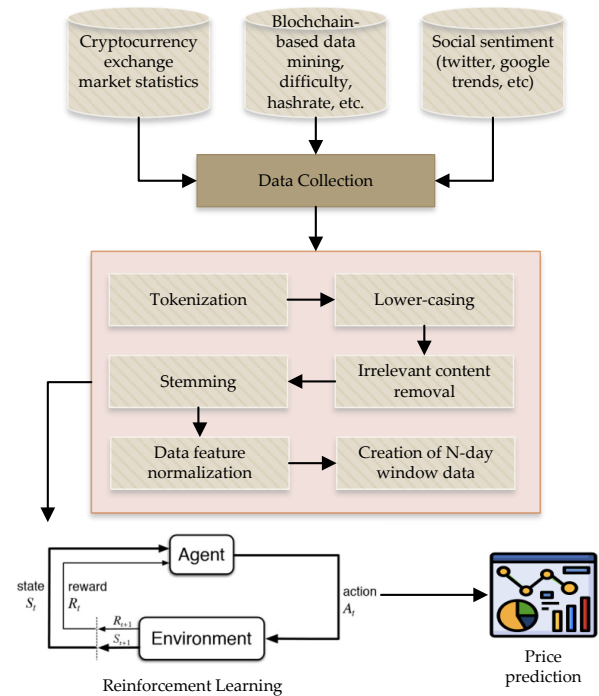 Cryptocurrency
exchange
market statistics
Blochchain-
based data
mining,
difficulty,
hashrate, etc.
Social sentiment
(twitter, google
trends, etc)
Data Collection
Tokenization
Lower-casing
Irrelevant content
removal
Stemming
Data feature
normalization
Creation of N-day
window data
Agent
state
S_t
reward
R_t
action
A_t
R_{t+1}
S_{t+1}
Environment
Reinforcement Learning
Price
prediction